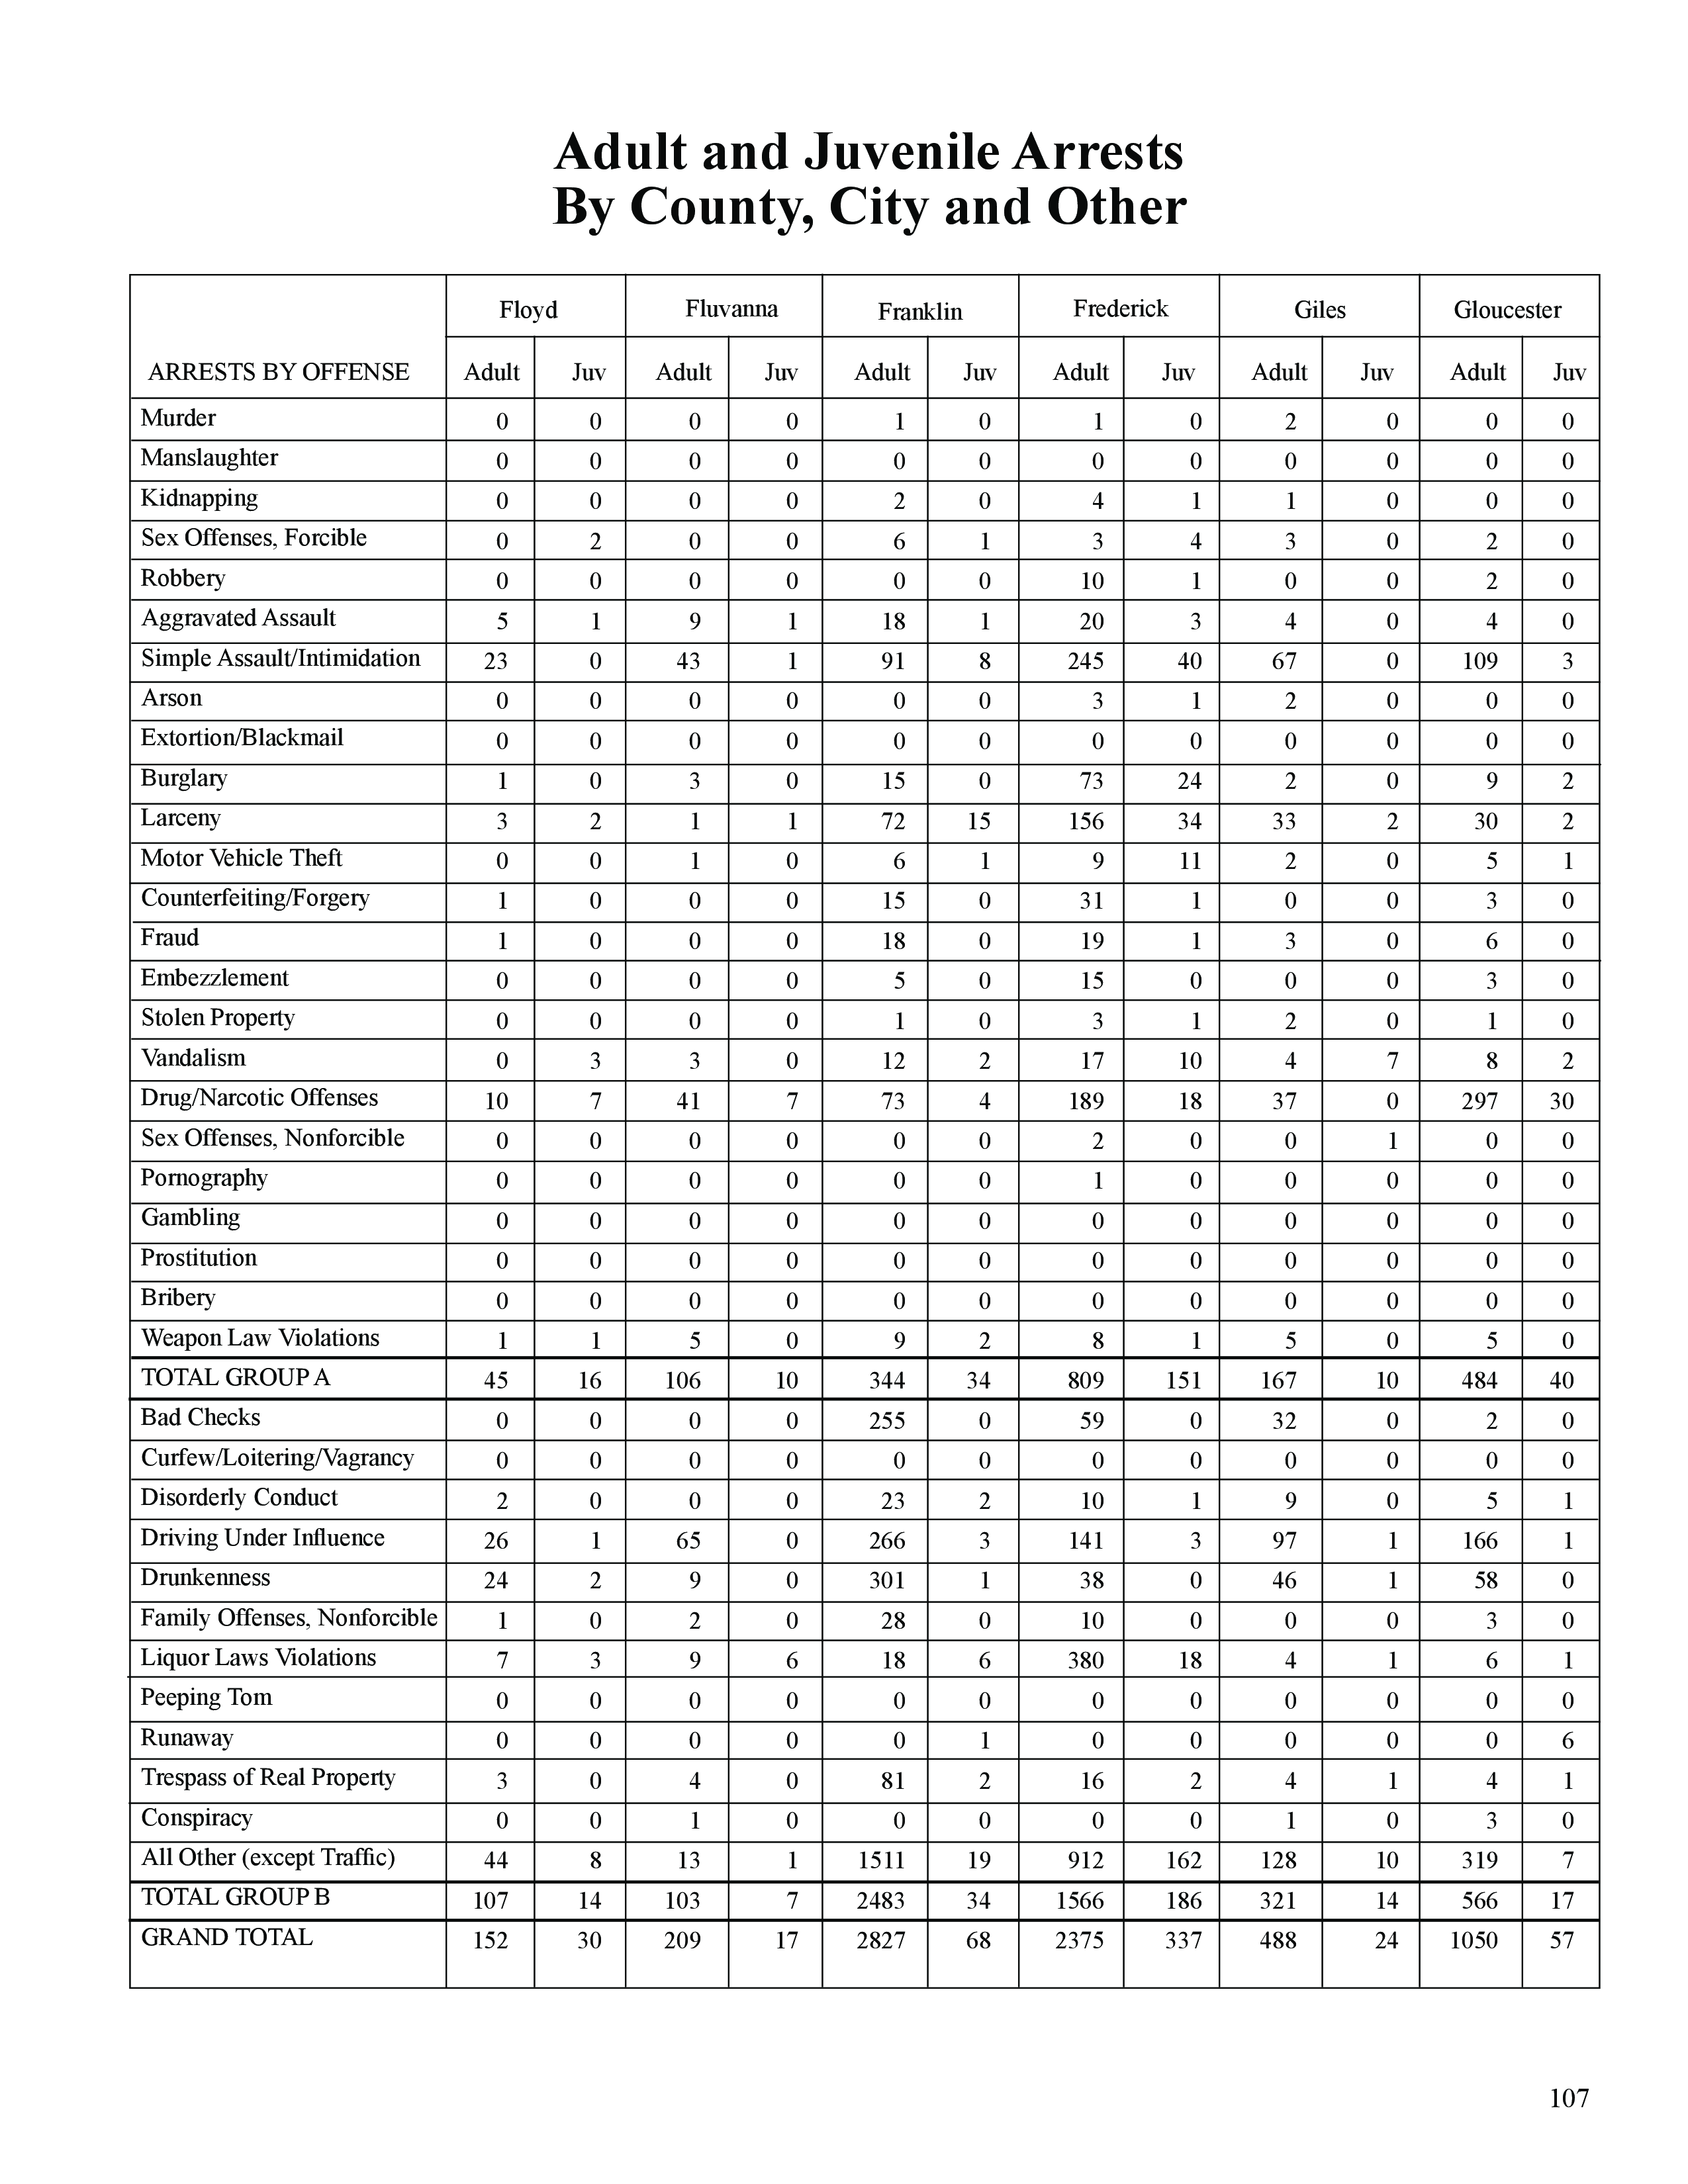 Adult and Juvenile Arrests
By County, City and Other
Floyd Fluvanna Franklin Frederick Giles Gloucester
ARRESTS BY OFFENSE Adult Juv Adult Juv Adult Juv Adult Juv Adult Juv Adult Juv
Murder 0 0 0 0 1 0 1 0 2 0 0 0
Manslaughter 0 0 0 0 0 0 0 0 0 0 0 0
Kidnapping 0 0 0 0 2 0 4 1 1 0 0 0
Sex Offenses, Forcible 0 2 0 0 6 1 3 4 3 0 2 0
Robbery 0 0 0 0 0 0 10 1 0 0 2 0
Aggravated Assault 5 1 9 1 18 1 20 3 4 0 4 0
Simple Assault/Intimidation 23 0 43 1 91 8 245 40 67 0 109 3
Arson 0 0 0 0 0 0 3 1 2 0 0 0
Extortion/Blackmail 0 0 0 0 0 0 0 0 0 0 0 0
Burglary 1 0 3 0 15 0 73 24 2 0 9 2
Larceny 3 2 1 1 72 15 156 34 33 2 30 2
Motor Vehicle Theft 0 0 1 0 6 1 9 11 2 0 5 1
Counterfeiting/Forgery 1 0 0 0 15 0 31 1 0 0 3 0
Fraud 1 0 0 0 18 0 19 1 3 0 6 0
Embezzlement 0 0 0 0 5 0 15 0 0 0 3 0
Stolen Property 0 0 0 0 1 0 3 1 2 0 1 0
Vandalism 0 3 3 0 12 2 17 10 4 7 8 2
Drug/Narcotic Offenses 10 7 41 7 73 4 189 18 37 0 297 30
Sex Offenses, Nonforcible 0 0 0 0 0 0 2 0 0 1 0 0
Pornography 0 0 0 0 0 0 1 0 0 0 0 0
Gambling 0 0 0 0 0 0 0 0 0 0 0 0
Prostitution 0 0 0 0 0 0 0 0 0 0 0 0
Bribery 0 0 0 0 0 0 0 0 0 0 0 0
Weapon Law Violations 1 1 5 0 9 2 8 1 5 0 5 0
TOTAL GROUP A 45 16 106 10 344 34 809 151 167 10 484 40
Bad Checks 0 0 0 0 255 0 59 0 32 0 2 0
Curfew/Loitering/Vagrancy 0 0 0 0 0 0 0 0 0 0 0 0
Disorderly Conduct 2 0 0 0 23 2 10 1 9 0 5 1
Driving Under Influence 26 1 65 0 266 3 141 3 97 1 166 1
Drunkenness 24 2 9 0 301 1 38 0 46 1 58 0
Family Offenses, Nonforcible 1 0 2 0 28 0 10 0 0 0 3 0
Liquor Laws Violations 7 3 9 6 18 6 380 18 4 1 6 1
Peeping Tom 0 0 0 0 0 0 0 0 0 0 0 0
Runaway 0 0 0 0 0 1 0 0 0 0 0 6
Trespass of Real Property 3 0 4 0 81 2 16 2 4 1 4 1
Conspiracy 0 0 1 0 0 0 0 0 1 0 3 0
All Other (except Traffic) 44 8 13 1 1511 19 912 162 128 10 319 7
TOTAL GROUP B 107 14 103 7 2483 34 1566 186 321 14 566 17
GRAND TOTAL 152 30 209 17 2827 68 2375 337 488 24 1050 57
107